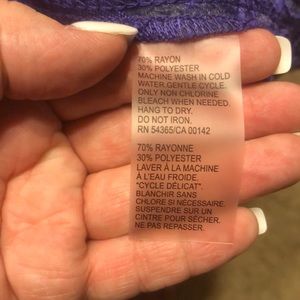 70% RAYON
30% POLYESTER
MACHINE WASH IN COLD
WATER.GENTLE CYCLE.
ONLY NON CHLORINE
BLEACH WHEN NEEDED.
HANG TO DRY.
DO NOT IRON.
RN 54365/CA 00142
70% RAYONNE
30% POLYESTER
LAVER À LA MACHINE
À L'EAU FROIDE.
"CYCLE DÉLICAT".
BLANCHIR SANS
CHLORE SI NÉCESSAIRE.
SUSPENDRE SUR UN
CINTRE POUR SÉCHER.
NE PAS REPASSER.